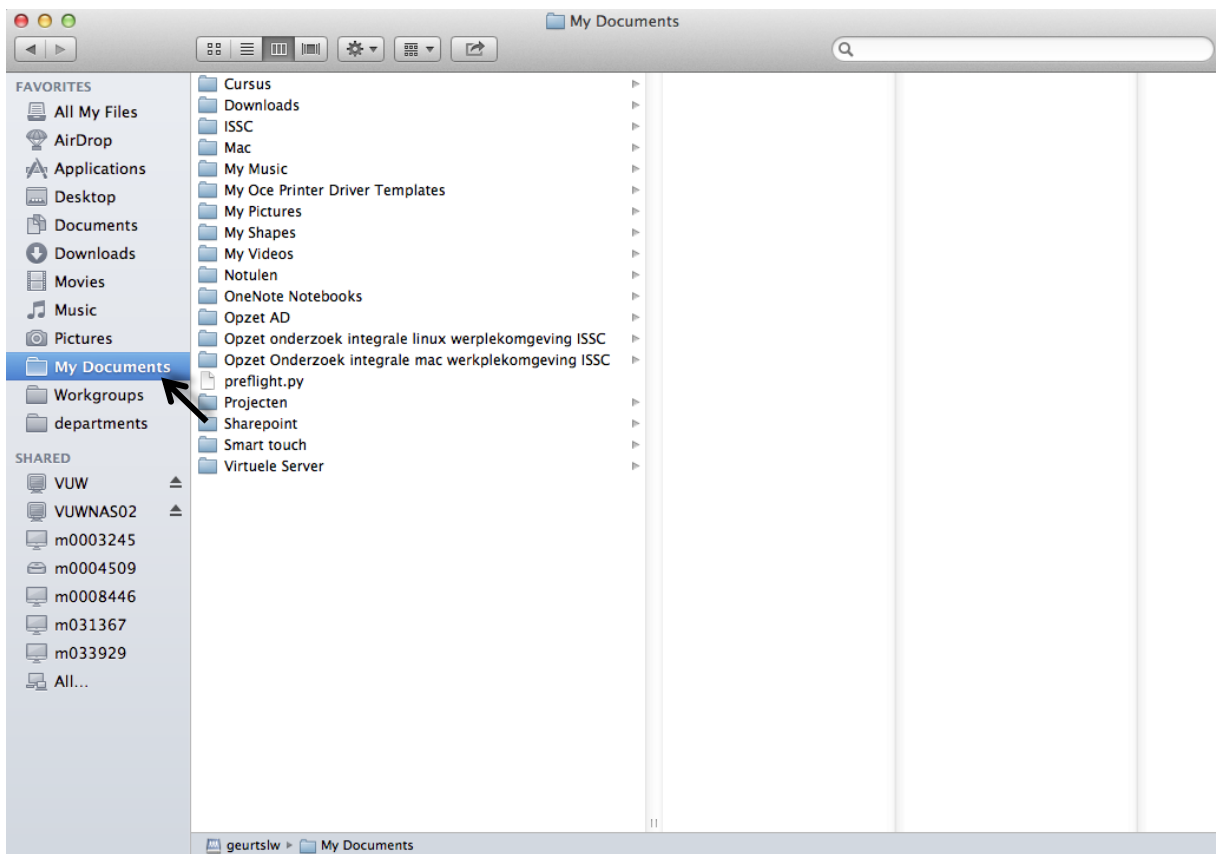 My Documents
FAVORITES
All My Files
AirDrop
Applications
Desktop
Documents
Downloads
Movies
Music
Pictures
My Documents
Workgroups
departments
SHARED
VUW
VUWNAS02
m0003245
m0004509
m0008446
m031367
m033929
All...
Cursus
Downloads
ISSC
Mac
My Music
My Oce Printer Driver Templates
My Pictures
My Shapes
My Videos
Notulen
OneNote Notebooks
Opzet AD
Opzet onderzoek integrale linux werplekomgeving ISSC
Opzet Onderzoek integrale mac werkplekomgeving ISSC
preflight.py
Projecten
Sharepoint
Smart touch
Virtuele Server
geurtslw ▸ My Documents